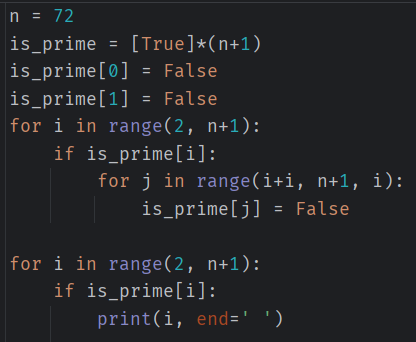 n = 72
is_prime = [True]*(n+1)
is_prime[0] = False
is_prime[1] = False
for i in range(2, n+1):
    if is_prime[i]:
        for j in range(i+i, n+1, i):
            is_prime[j] = False

for i in range(2, n+1):
    if is_prime[i]:
        print(i, end=' ')